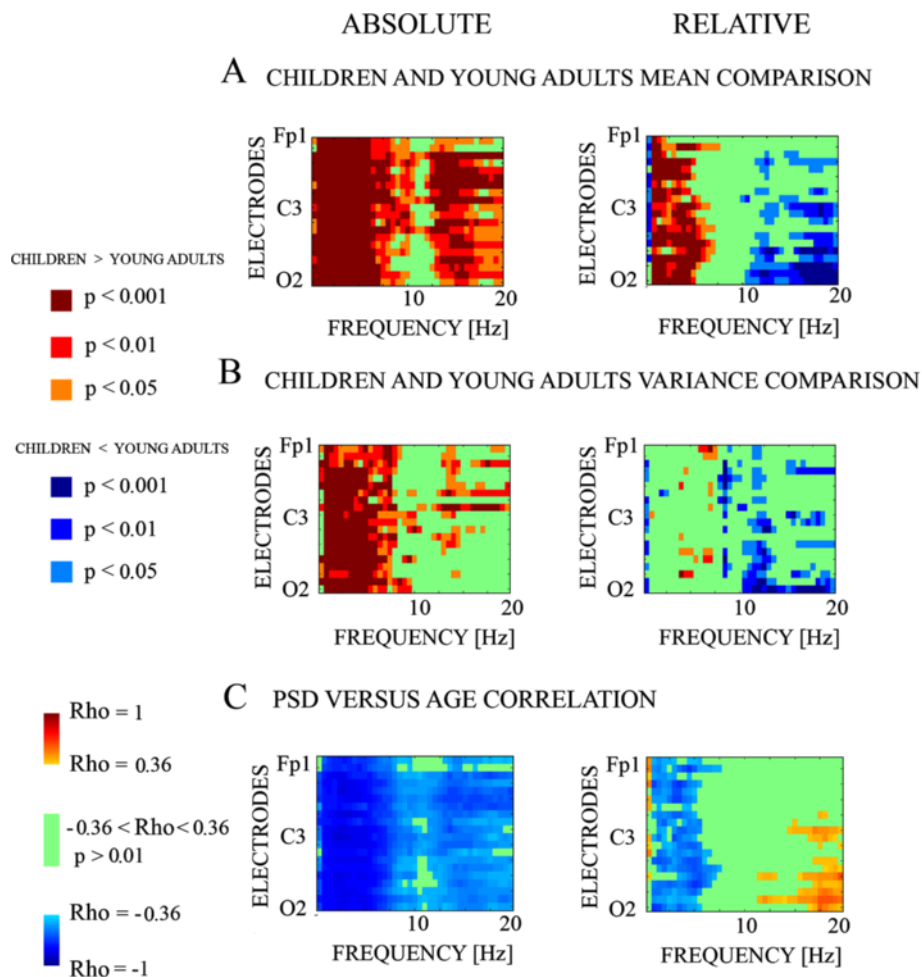 ABSOLUTE RELATIVE
A CHILDREN AND YOUNG ADULTS MEAN COMPARISON
Fp1
C3
O2
ELECTRODES
10 20
FREQUENCY [Hz]
ELECTRODES
10 20
FREQUENCY [Hz]
CHILDREN > YOUNG ADULTS
p < 0.001
p < 0.01
p < 0.05
B CHILDREN AND YOUNG ADULTS VARIANCE COMPARISON
CHILDREN < YOUNG ADULTS
p < 0.001
p < 0.01
p < 0.05
Fp1
C3
O2
ELECTRODES
10 20
FREQUENCY [Hz]
Fp1
C3
O2
ELECTRODES
10 20
FREQUENCY [Hz]
C PSD VERSUS AGE CORRELATION
Rho = 1
Rho = 0.36
-0.36 < Rho < 0.36
p > 0.01
Rho = -0.36
Rho = -1
Fp1
C3
O2
ELECTRODES
10 20
FREQUENCY [Hz]
Fp1
C3
O2
ELECTRODES
10 20
FREQUENCY [Hz]